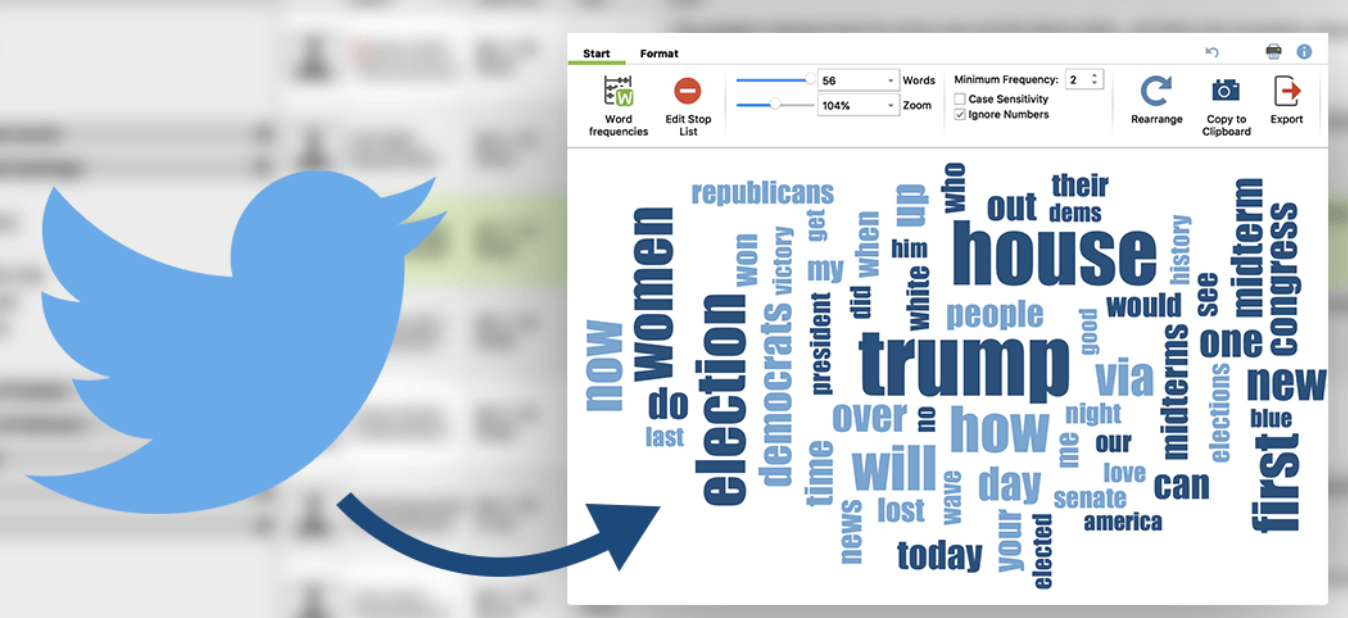 Start Format
56 Words
Minimum Frequency: 2
104% Zoom
Case Sensitivity
Ignore Numbers
Word
frequencies
Edit Stop
List
Rearrange
Copy to
Clipboard
Export
republicans
who
out
their
dems
up
get
when
him
house
history
midterm
congress
women
won
victory
my
did
white
would
see
now
election
democrats
president
people
good
one
trump
via
midterms
elections
new
do
last
over
no
how
night
blue
time
will
me
our
love
first
news
lost
wave
day
senate
can
america
today
your
elected